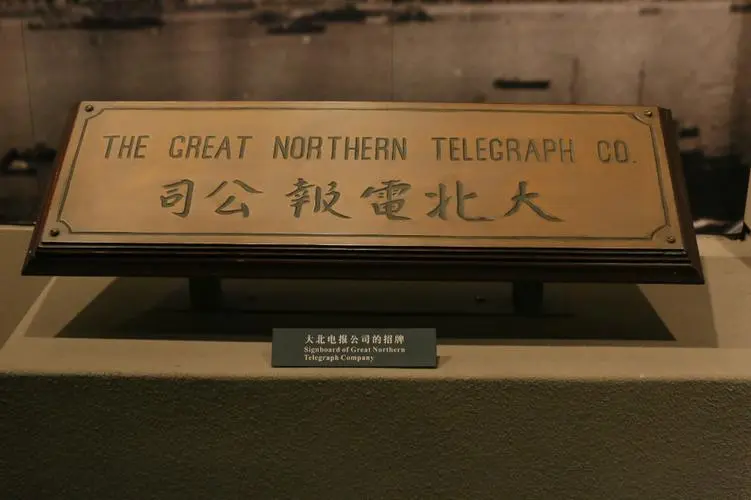 THE GREAT NORTHERN TELEGRAPH CO.
大北電報公司
大北电报公司的招牌
Signboard of Great Northern
Telegraph Company